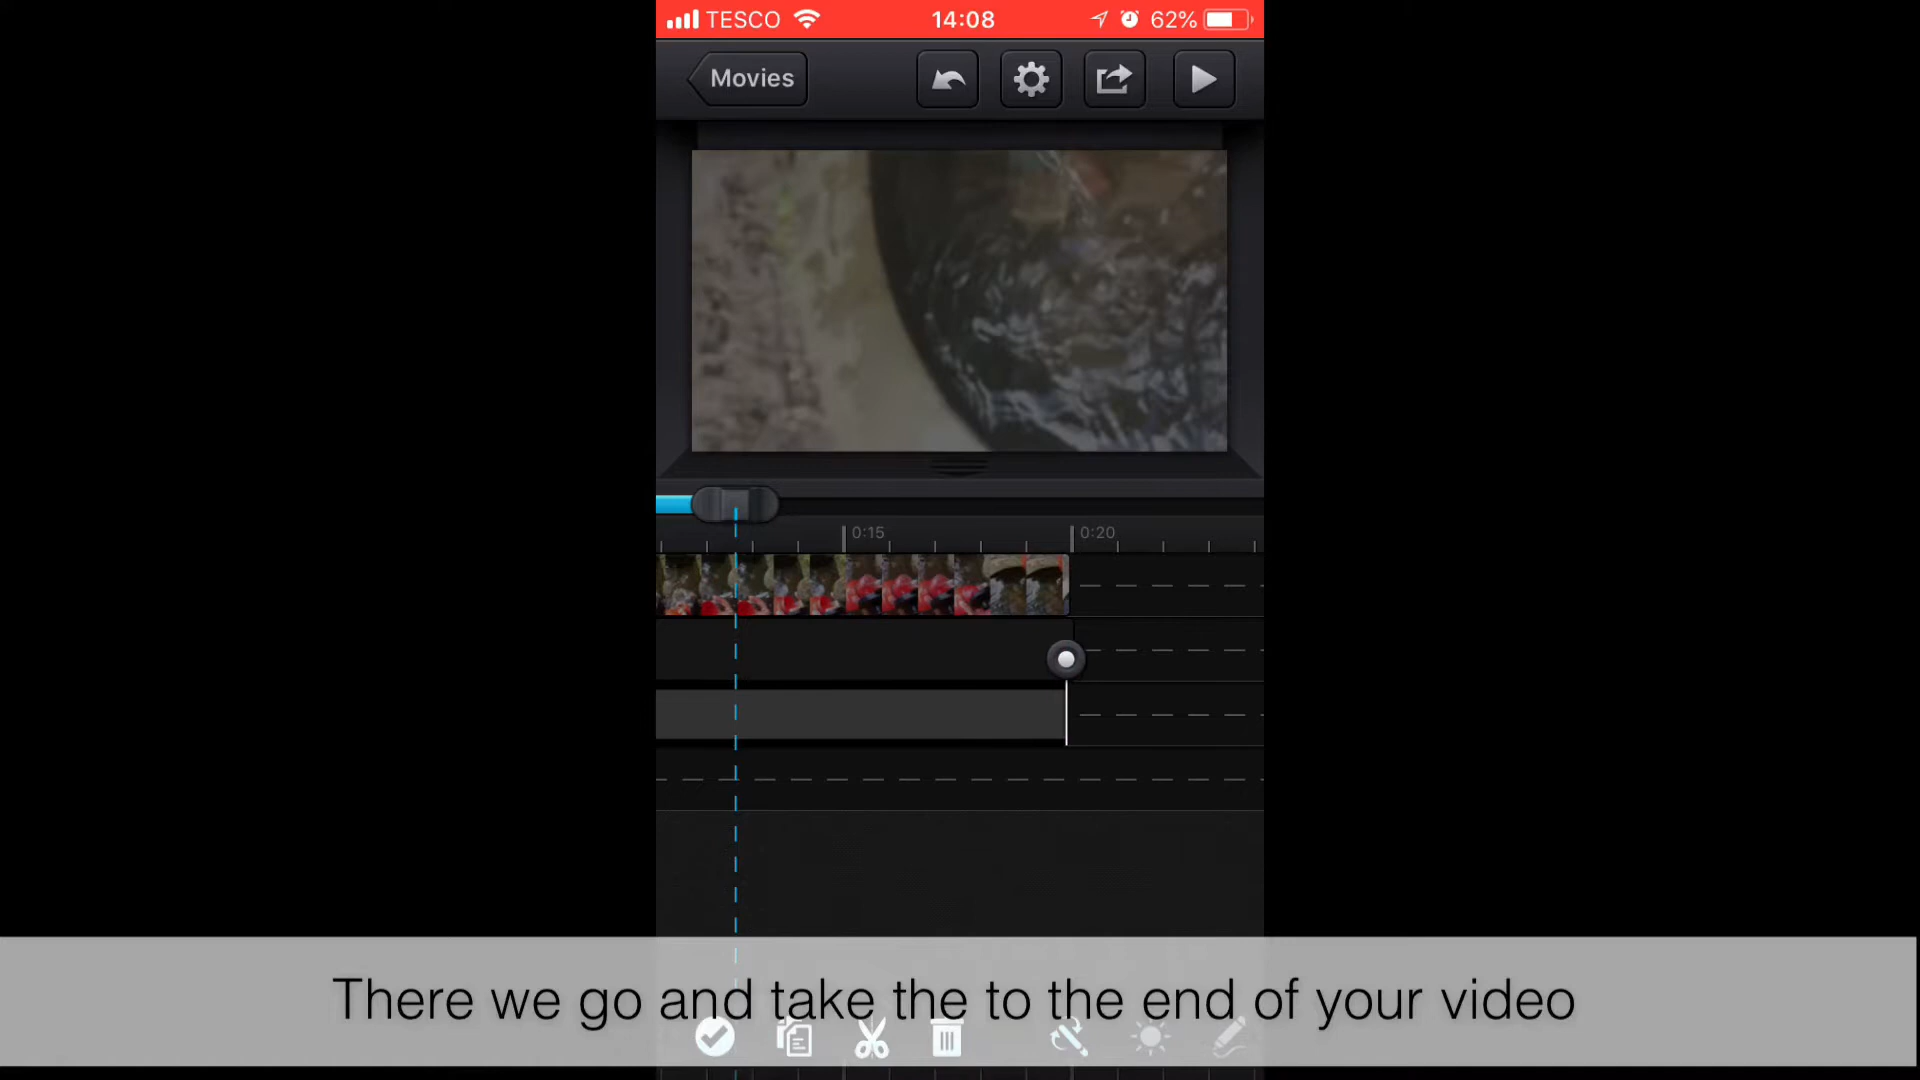 TESCO 14:08 62%
Movies
0:15 0:20
There we go and take the to the end of your video